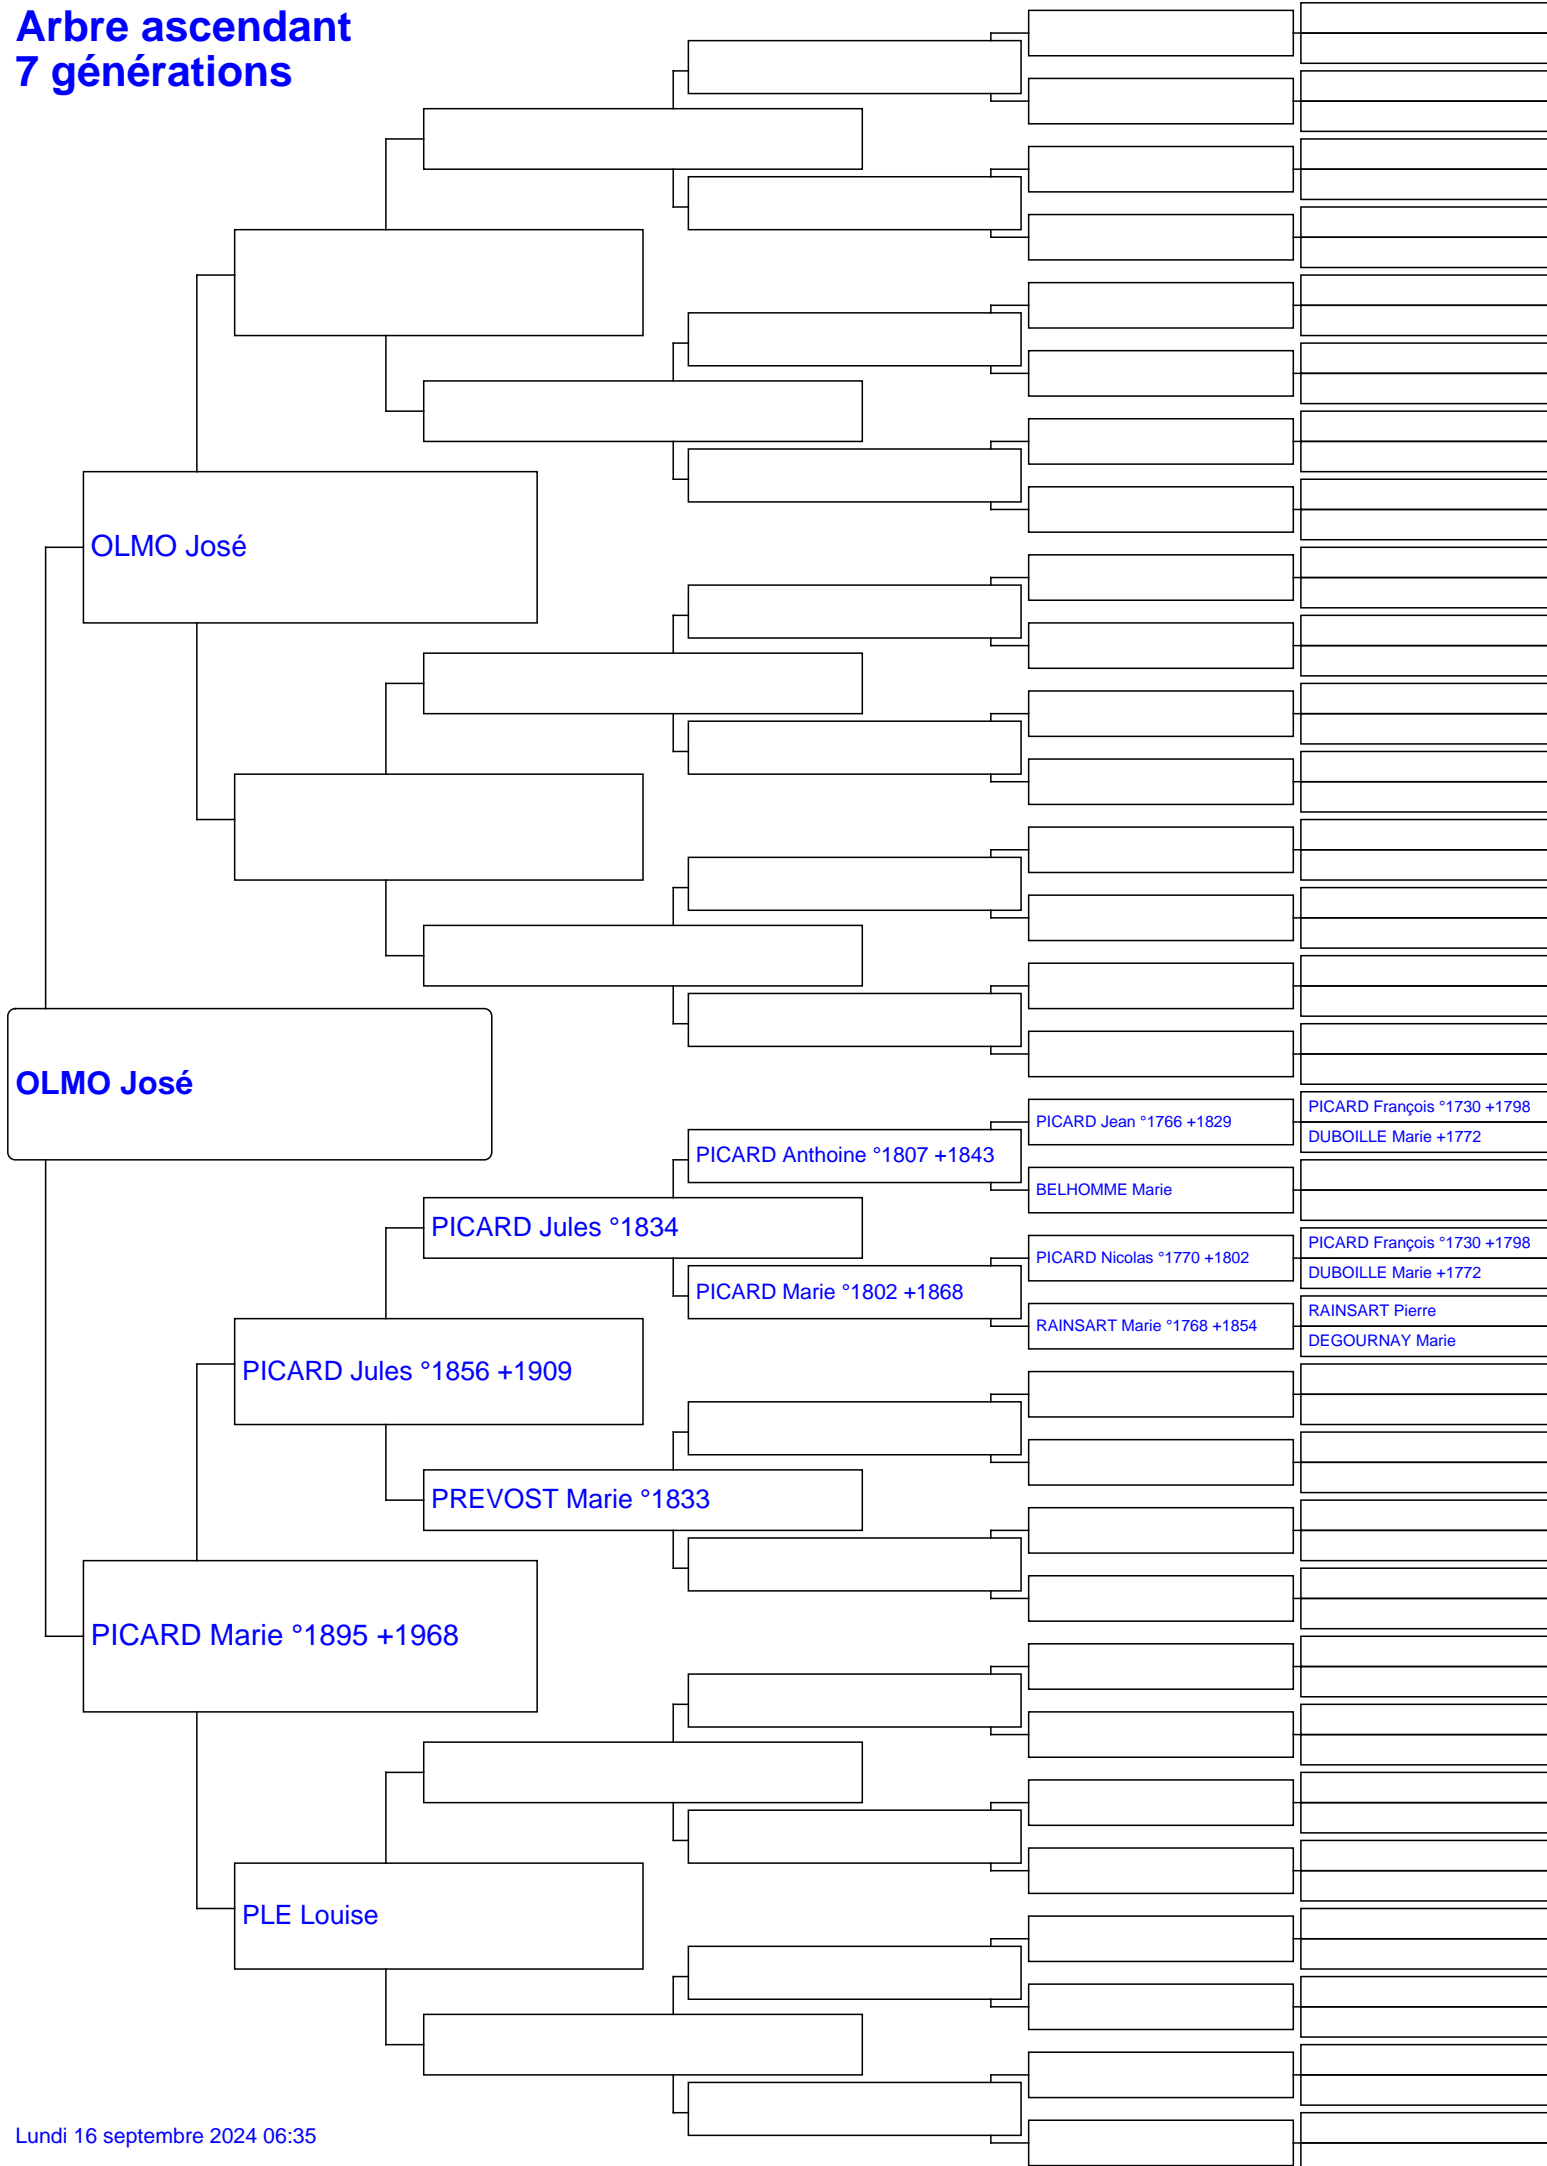 Arbre ascendant
7 générations
OLMO José
OLMO José
PICARD François °1730 +1798
PICARD Jean °1766 +1829
DUBOILLE Marie +1772
PICARD Anthoine °1807 +1843
BELHOMME Marie
PICARD Jules °1834
PICARD François °1730 +1798
PICARD Nicolas °1770 +1802
DUBOILLE Marie +1772
PICARD Marie °1802 +1868
RAINSART Pierre
RAINSART Marie °1768 +1854
DEGOURNAY Marie
PICARD Jules °1856 +1909
PREVOST Marie °1833
PICARD Marie °1895 +1968
PLE Louise
Lundi 16 septembre 2024 06:35